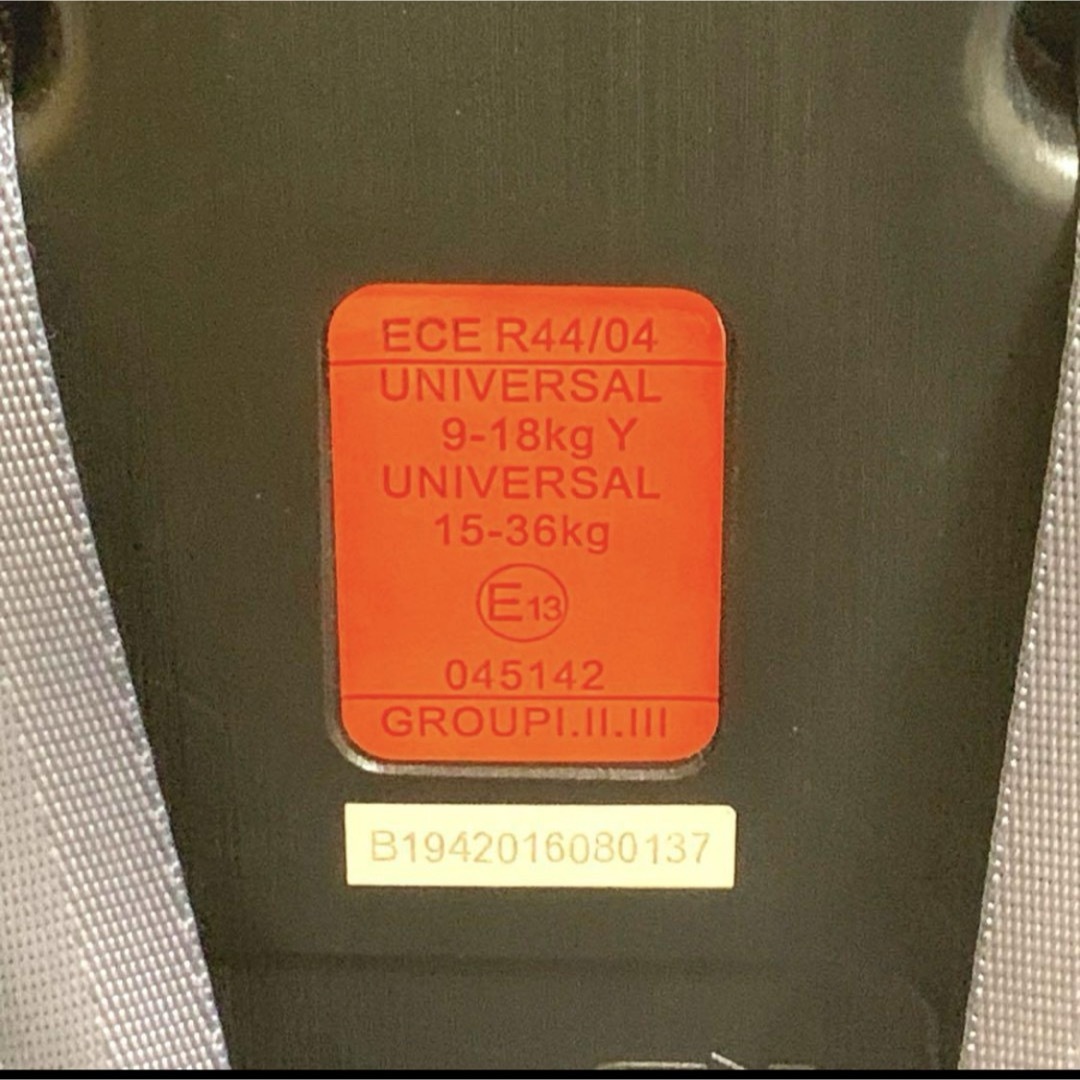 ECE R44/04
UNIVERSAL
9-18kg Y
UNIVERSAL
15-36kg
E13
045142
GROUPI.II.III
B1942016080137